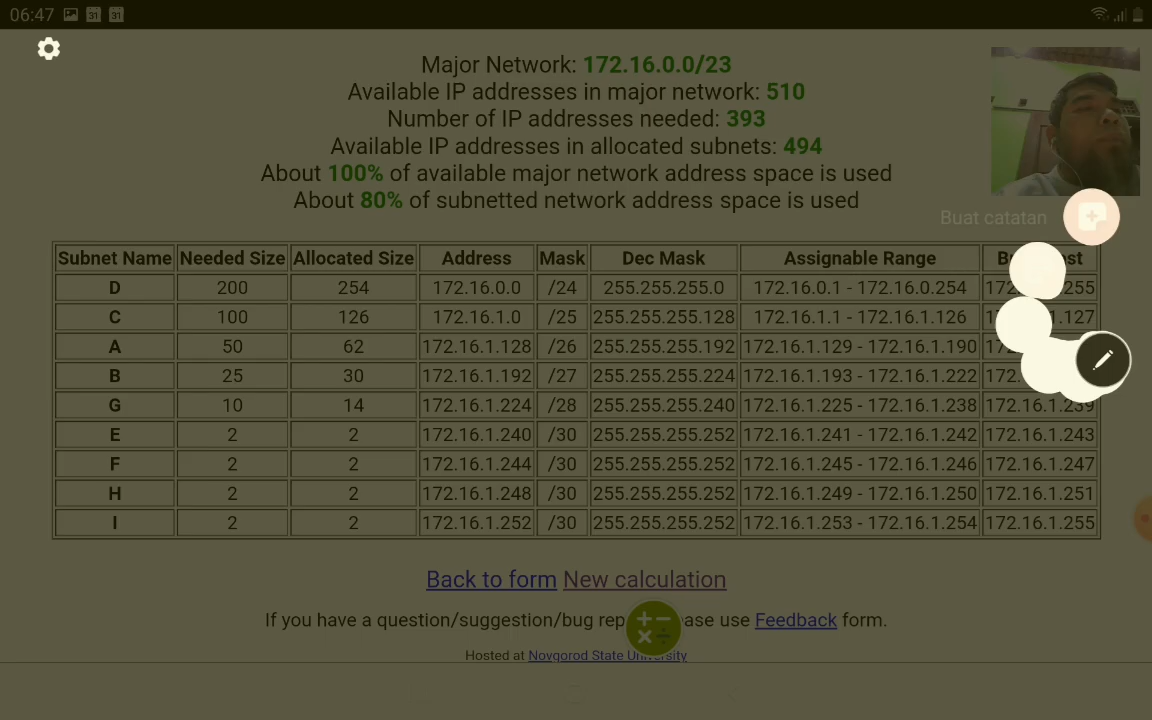 06:47 31 31
Major Network: 172.16.0.0/23
Available IP addresses in major network: 510
Number of IP addresses needed: 393
Available IP addresses in allocated subnets: 494
About 100% of available major network address space is used
About 80% of subnetted network address space is used
Buat catatan
Subnet Name Needed Size Allocated Size Address Mask Dec Mask Assignable Range
D 200 254 172.16.0.0 /24 255.255.255.0 172.16.0.1 - 172.16.0.254
C 100 126 172.16.1.0 /25 255.255.255.128 172.16.1.1 - 172.16.1.126
A 50 62 172.16.1.128 /26 255.255.255.192 172.16.1.129 - 172.16.1.190
B 25 30 172.16.1.192 /27 255.255.255.224 172.16.1.193 - 172.16.1.222
G 10 14 172.16.1.224 /28 255.255.255.240 172.16.1.225 - 172.16.1.238 172.16.1.239
E 2 2 172.16.1.240 /30 255.255.255.252 172.16.1.241 - 172.16.1.242 172.16.1.243
F 2 2 172.16.1.244 /30 255.255.255.252 172.16.1.245 - 172.16.1.246 172.16.1.247
H 2 2 172.16.1.248 /30 255.255.255.252 172.16.1.249 - 172.16.1.250 172.16.1.251
I 2 2 172.16.1.252 /30 255.255.255.252 172.16.1.253 - 172.16.1.254 172.16.1.255
Back to form New calculation
If you have a question/suggestion/bug use Feedback form.
Hosted at Novgorod State University